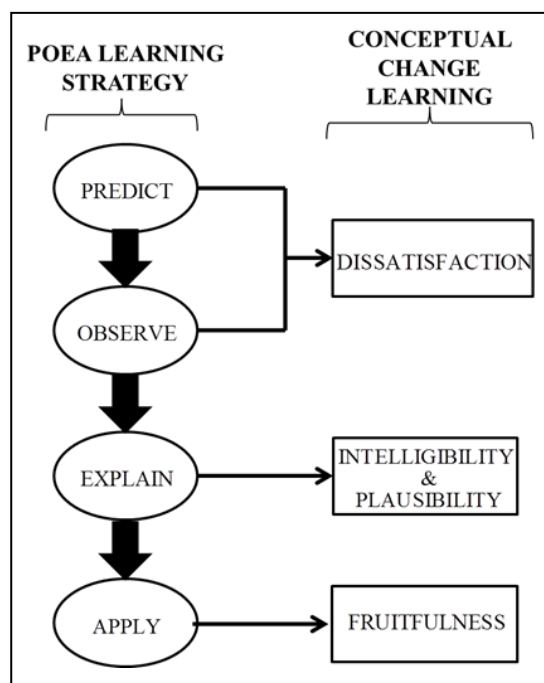 POEA LEARNING
STRATEGY
CONCEPTUAL
CHANGE
LEARNING
PREDICT
DISSATISFACTION
OBSERVE
EXPLAIN
INTELLIGIBILITY
&
PLAUSIBILITY
APPLY
FRUITFULNESS